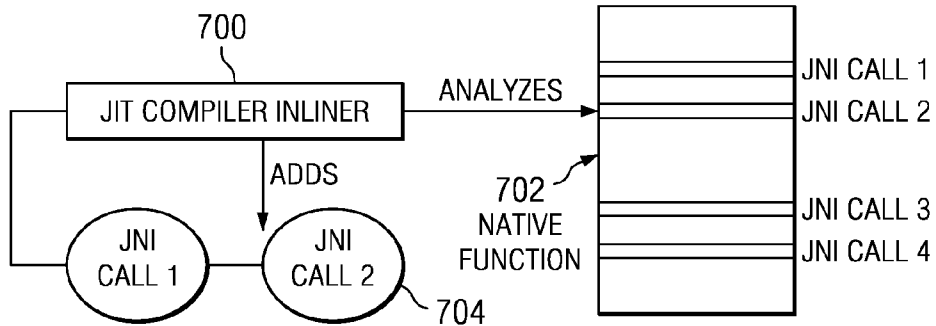 700
JIT COMPILER INLINER
ANALYZES
ADDS
JNI
CALL 1
JNI
CALL 2
704
702
NATIVE
FUNCTION
JNI CALL 1
JNI CALL 2
JNI CALL 3
JNI CALL 4